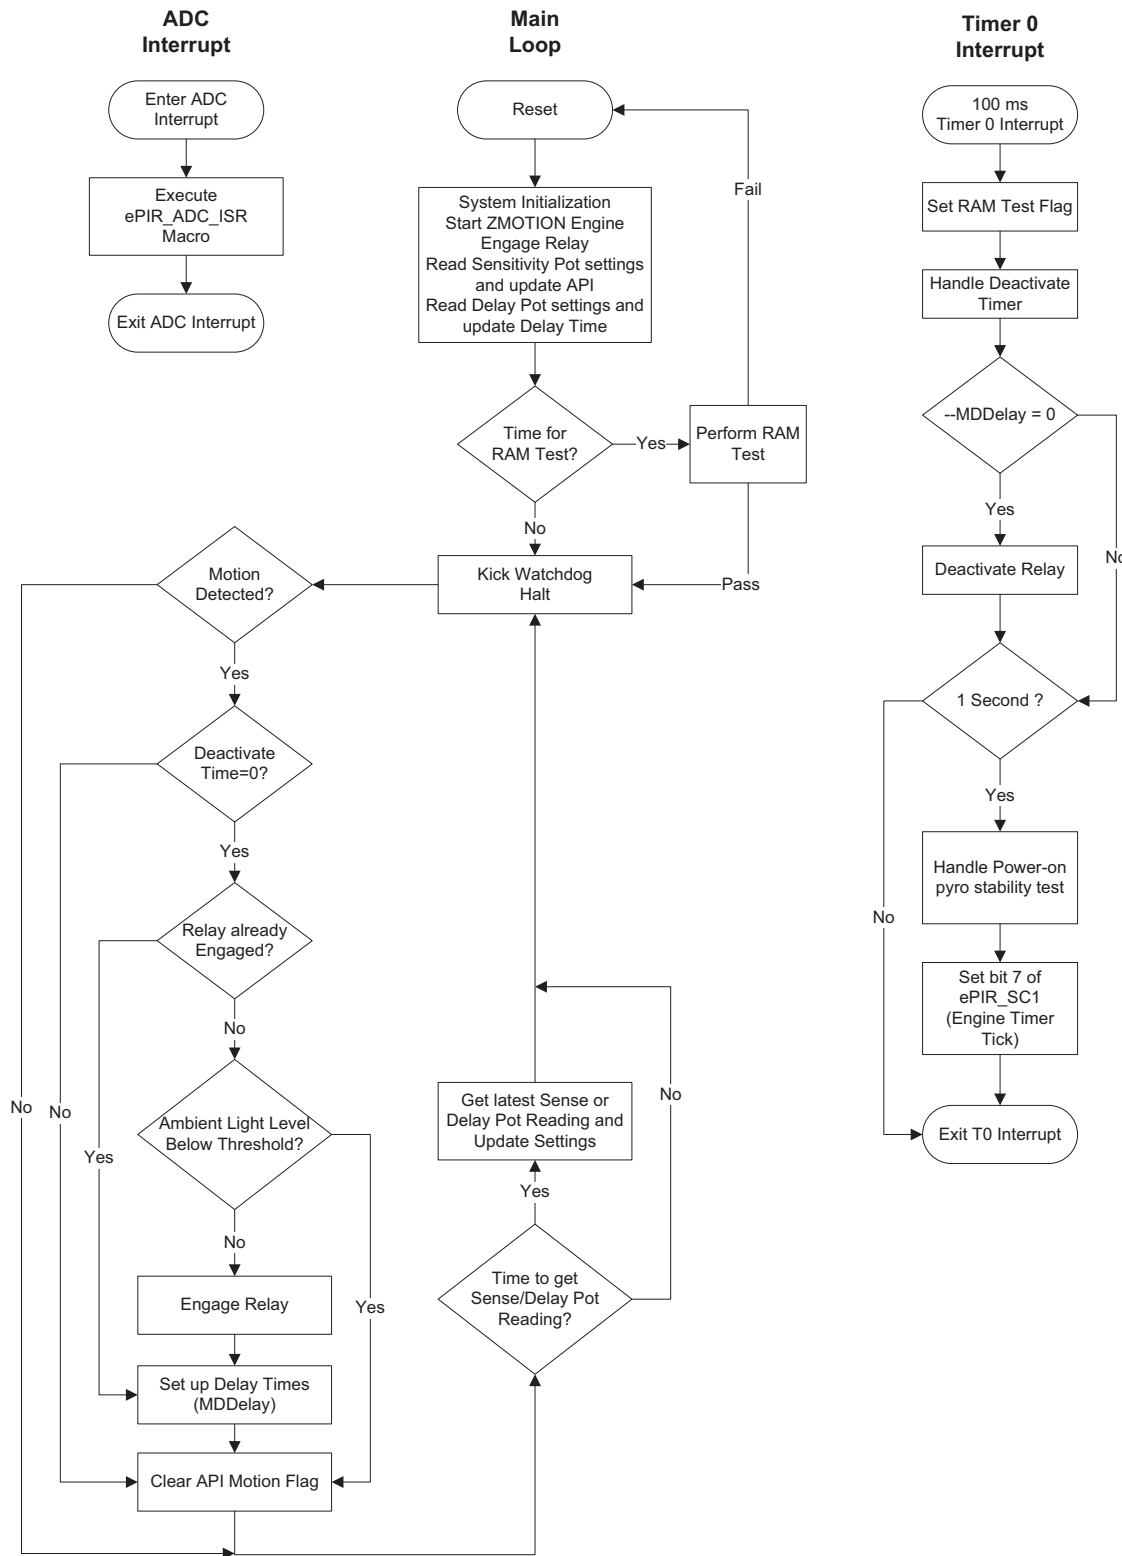 ADC
Interrupt
Enter ADC
Interrupt
Execute
ePIR_ADC_ISR
Macro
Exit ADC Interrupt
Main
Loop
Reset
Fail
System Initialization
Start ZMOTION Engine
Engage Relay
Read Sensitivity Pot settings
and update API
Read Delay Pot settings and
update Delay Time
Time for
RAM Test?
Yes
Perform RAM
Test
No
Pass
Kick Watchdog
Halt
Motion
Detected?
Yes
No
Deactivate
Time=0?
Yes
No
Relay already
Engaged?
Yes
No
Ambient Light Level
Below Threshold?
No
Yes
Engage Relay
Set up Delay Times
(MDDelay)
Clear API Motion Flag
Time to get
Sense/Delay Pot
Reading?
Yes
No
Get latest Sense or
Delay Pot Reading and
Update Settings
Timer 0
Interrupt
100 ms
Timer 0 Interrupt
Set RAM Test Flag
Handle Deactivate
Timer
--MDDelay = 0
Yes
Deactivate Relay
1 Second ?
Yes
No
Handle Power-on
pyro stability test
Set bit 7 of
ePIR_SC1
(Engine Timer
Tick)
Exit T0 Interrupt